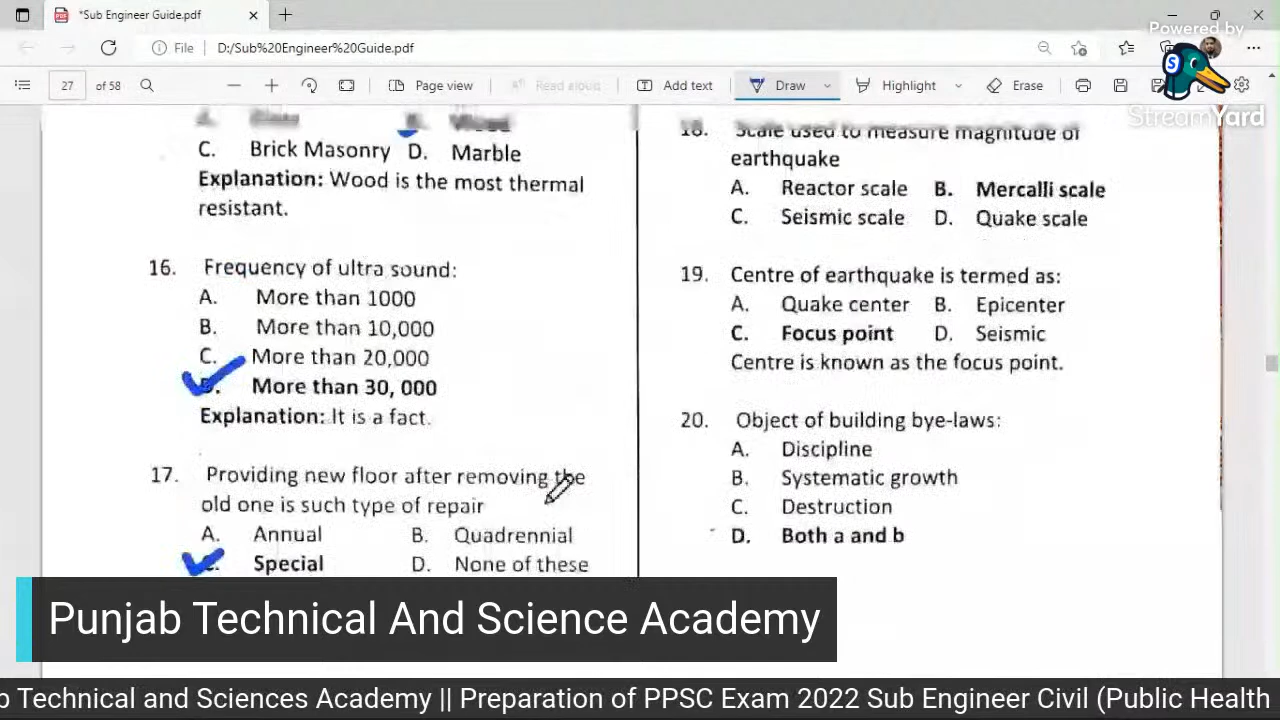 *Sub Engineer Guide.pdf
File
D:/Sub%20Engineer%20Guide.pdf
Powered by
27 of 58
Page view
Read aloud
Add text
Draw
Highlight
Erase
StreamYard
C. Brick Masonry D. Marble
Explanation: Wood is the most thermal
resistant.
16. Frequency of ultra sound:
A. More than 1000
B. More than 10,000
C. More than 20,000
More than 30, 000
Explanation: It is a fact.
17. Providing new floor after removing the
old one is such type of repair
A. Annual B. Quadrennial
Special D. None of these
18. Scale used to measure magnitude of
earthquake
A. Reactor scale B. Mercalli scale
C. Seismic scale D. Quake scale
19. Centre of earthquake is termed as:
A. Quake center B. Epicenter
C. Focus point D. Seismic
Centre is known as the focus point.
20. Object of building bye-laws:
A. Discipline
B. Systematic growth
C. Destruction
D. Both a and b
Punjab Technical And Science Academy
Technical and Sciences Academy || Preparation of PPSC Exam 2022 Sub Engineer Civil (Public Health